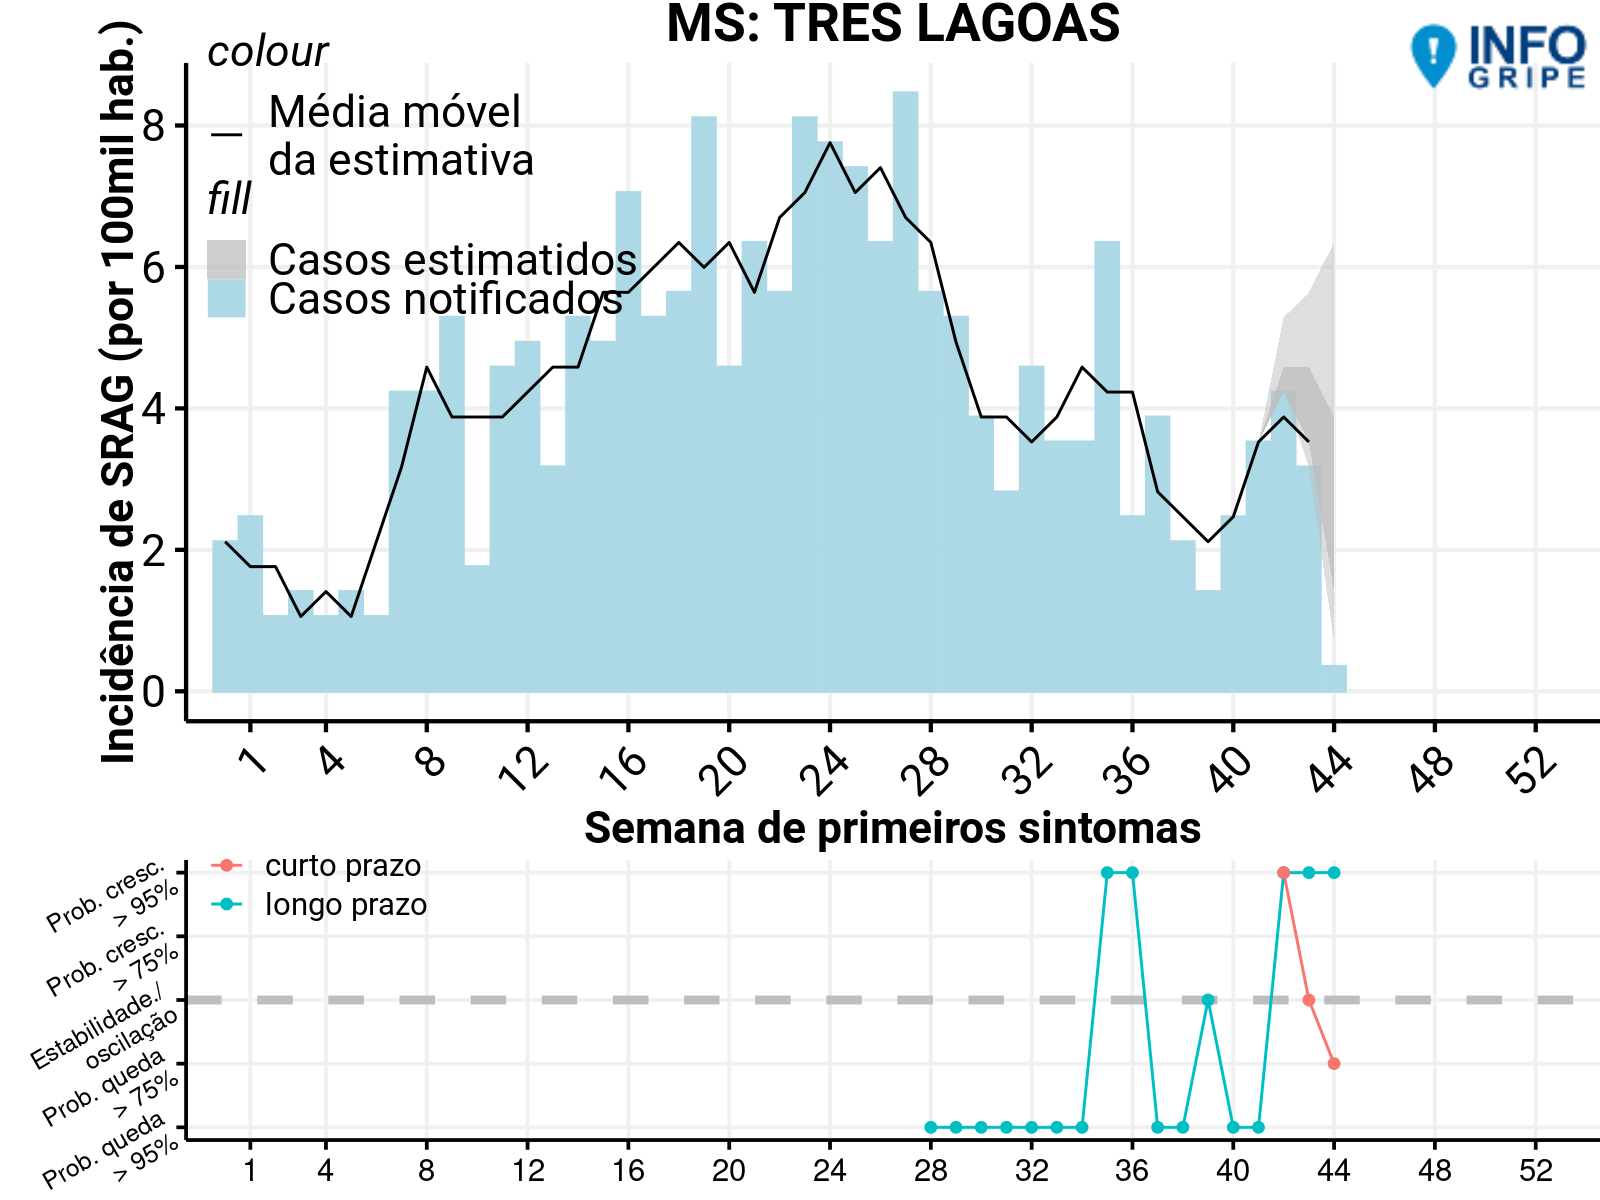 MS: TRES LAGOAS
INFO
GRIPE
colour
Média móvel
da estimativa
fill
Casos estimatidos
Casos notificados
Incidência de SRAG (por 100mil hab.)
8
6
4
2
0
1 4 8 12 16 20 24 28 32 36 40 44 48 52
Semana de primeiros sintomas
curto prazo
longo prazo
Prob. cresc.
> 95%
Prob. cresc.
> 75%
Estabilidade./
oscilação
Prob. queda
> 75%
Prob. queda
> 95%
1 4 8 12 16 20 24 28 32 36 40 44 48 52